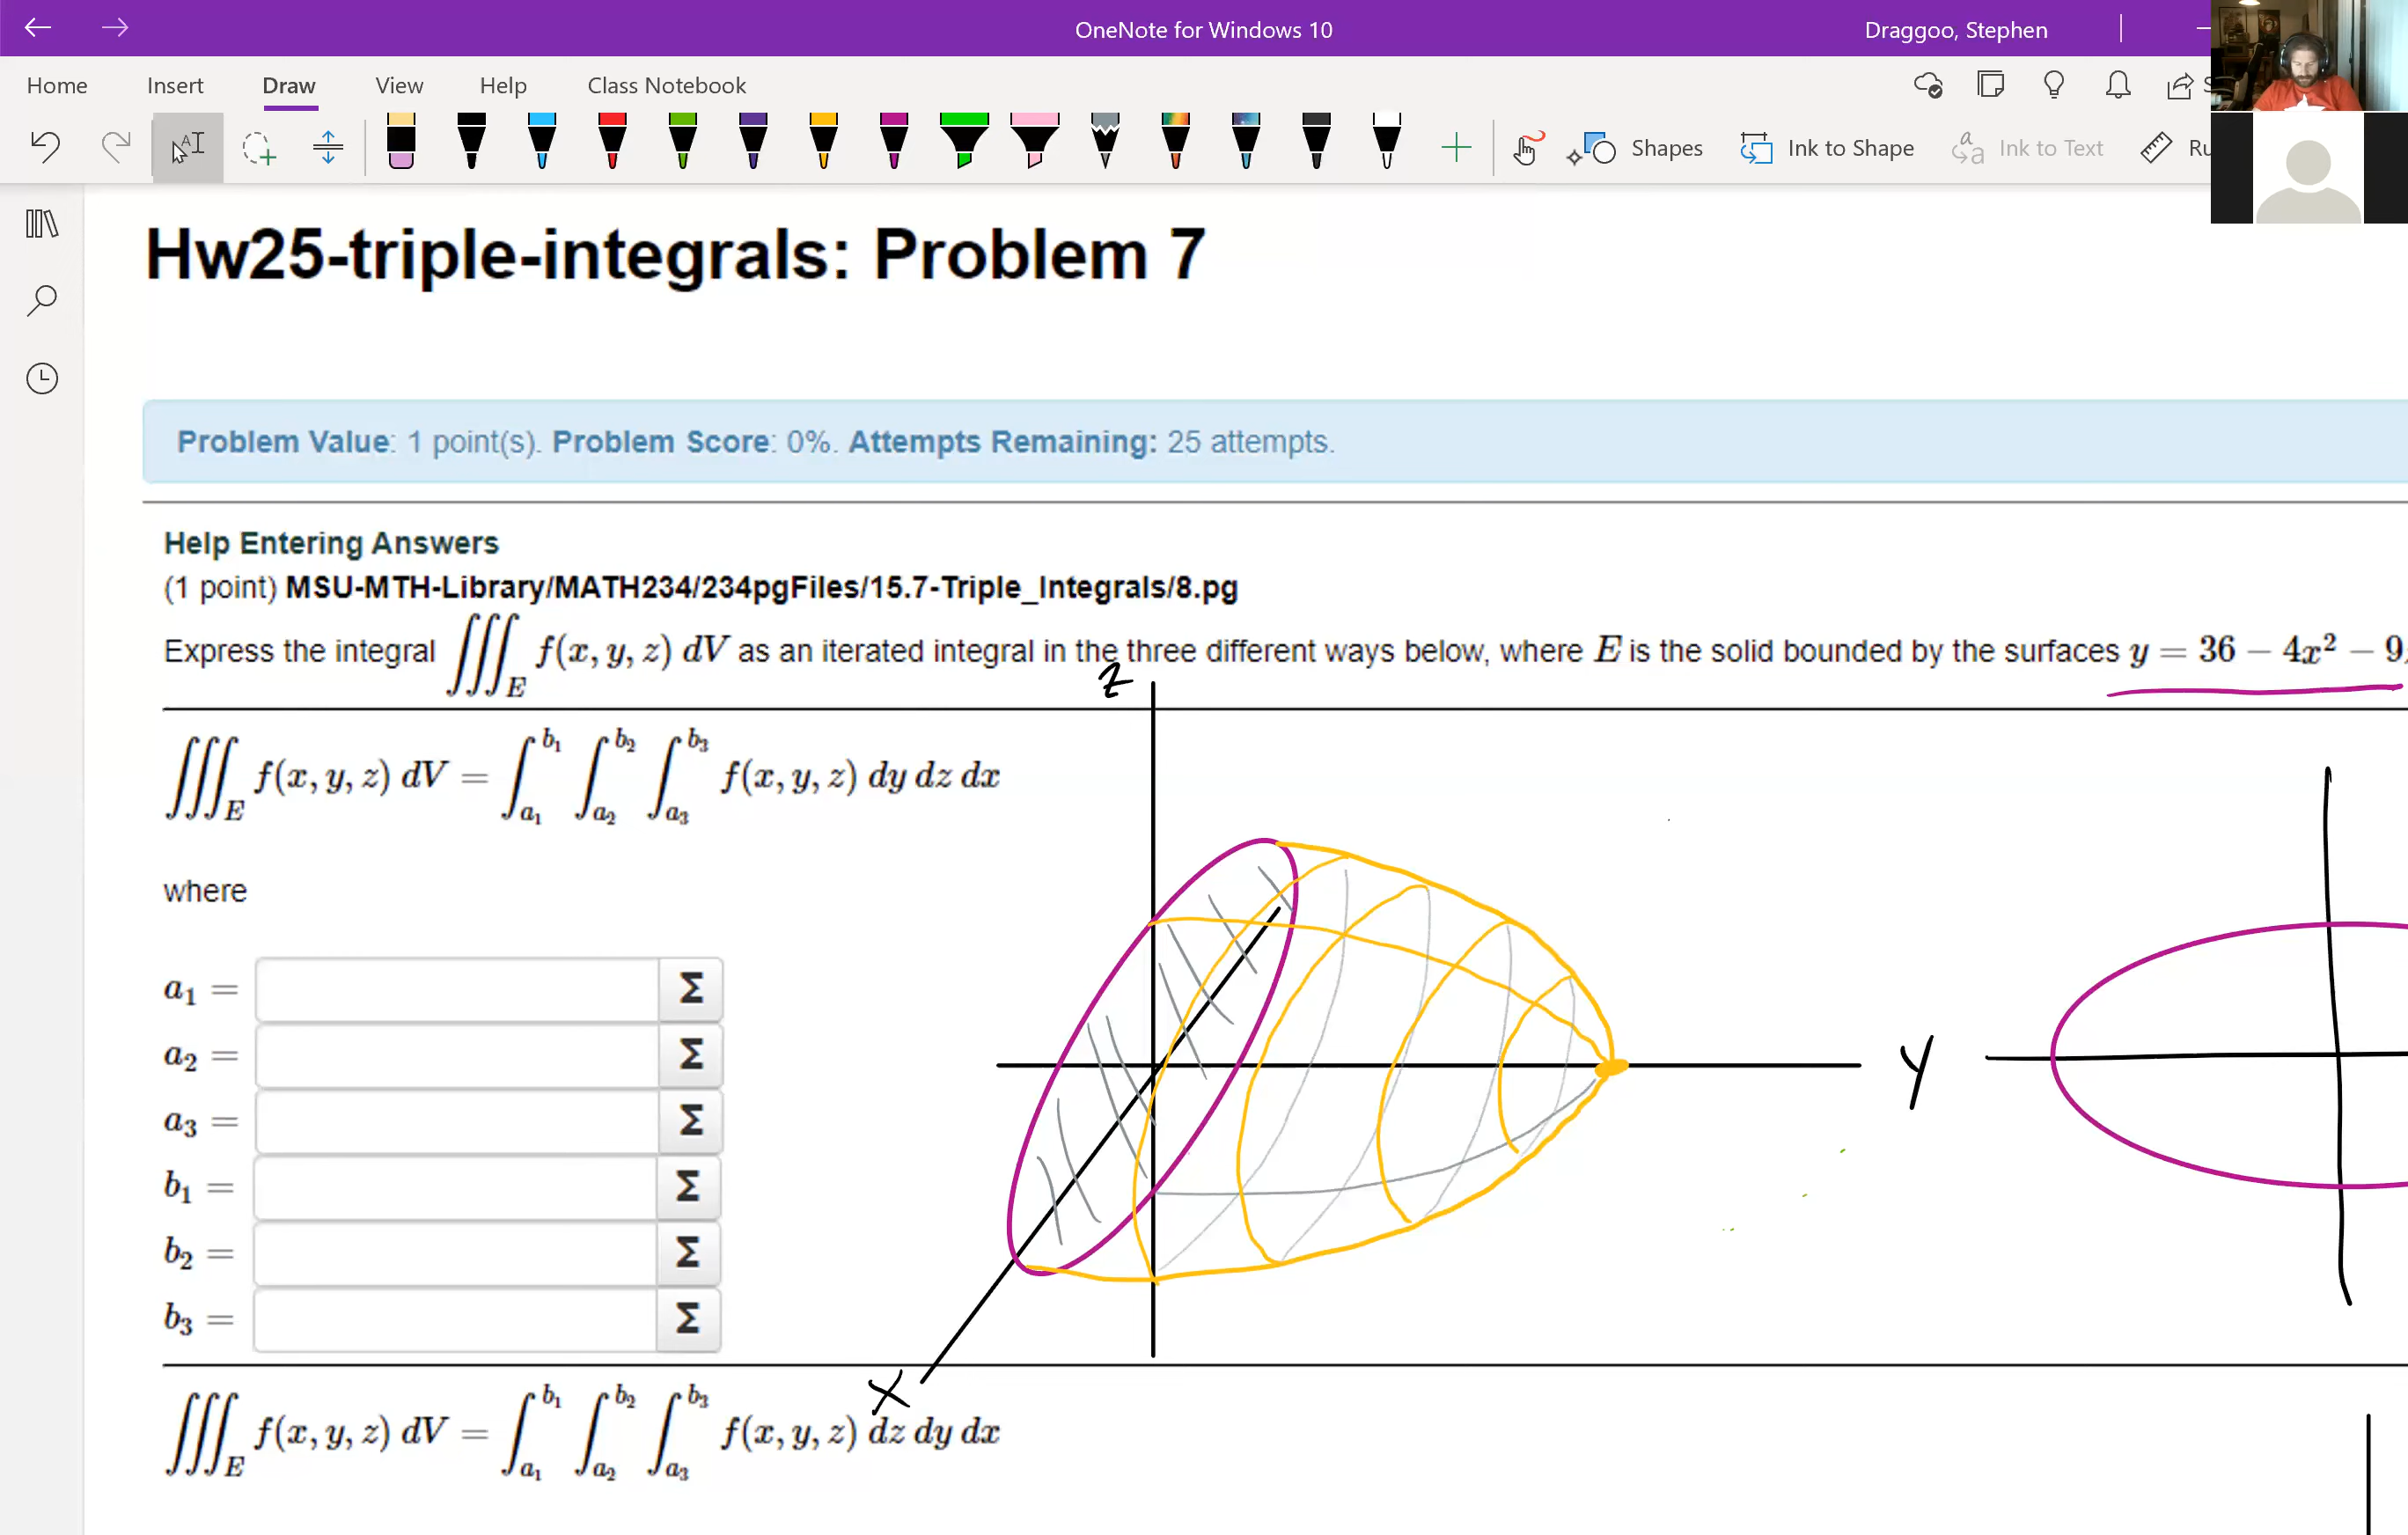 OneNote for Windows 10
Draggoo, Stephen
Home Insert Draw View Help Class Notebook
Shapes Ink to Shape Ink to Text
Hw25-triple-integrals: Problem 7
Problem Value: 1 point(s). Problem Score: 0%. Attempts Remaining: 25 attempts.
Help Entering Answers
(1 point) MSU-MTH-Library/MATH234/234pgFiles/15.7-Triple_Integrals/8.pg
Express the integral ∭_E f(x, y, z) dV as an iterated integral in the three different ways below, where E is the solid bounded by the surfaces y = 36 − 4x² − 9
z
∭_E f(x, y, z) dV = ∫_{a₁}^{b₁} ∫_{a₂}^{b₂} ∫_{a₃}^{b₃} f(x, y, z) dy dz dx
where
a₁ = Σ
a₂ = Σ
y
a₃ = Σ
b₁ = Σ
b₂ = Σ
b₃ = Σ
x
∭_E f(x, y, z) dV = ∫_{a₁}^{b₁} ∫_{a₂}^{b₂} ∫_{a₃}^{b₃} f(x, y, z) dz dy dx